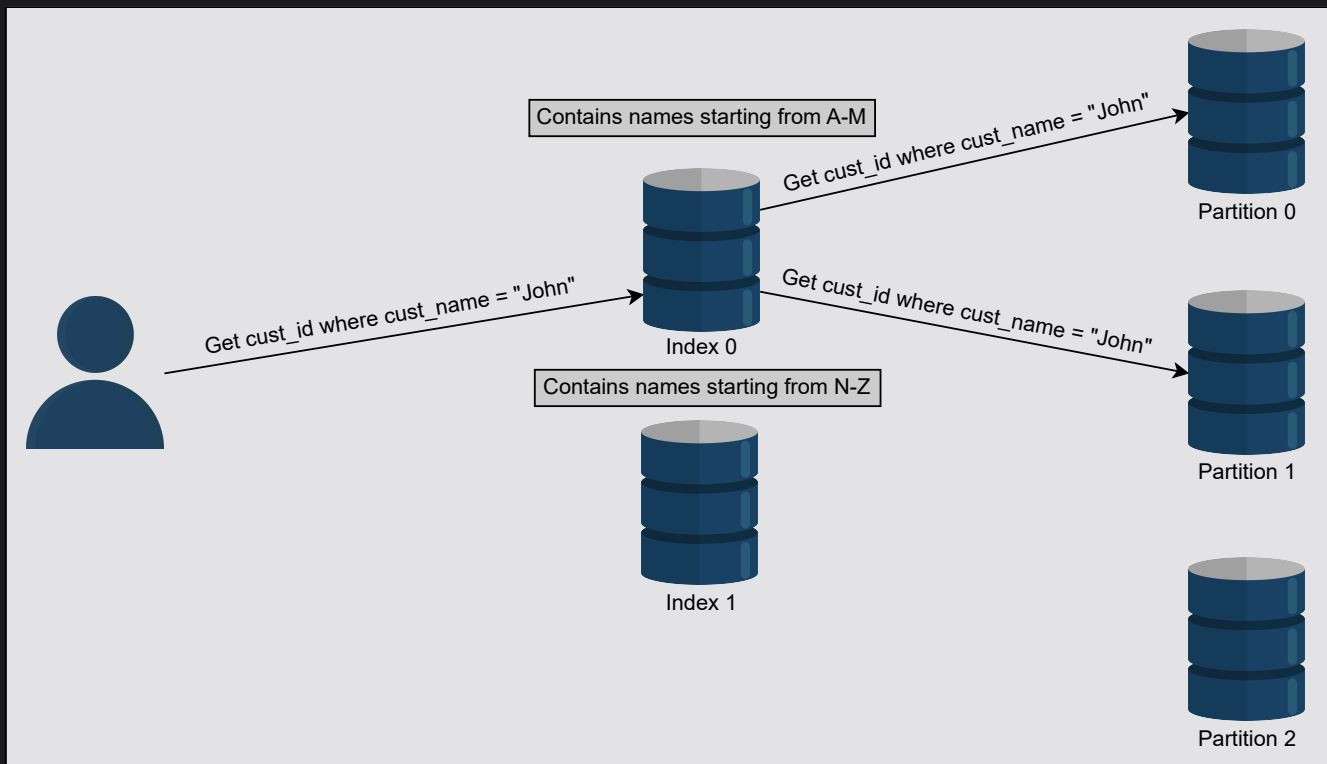 Contains names starting from A-M
Get cust_id where cust_name = "John"
Partition 0
Get cust_id where cust_name = "John"
Get cust_id where cust_name = "John"
Index 0
Contains names starting from N-Z
Partition 1
Index 1
Partition 2